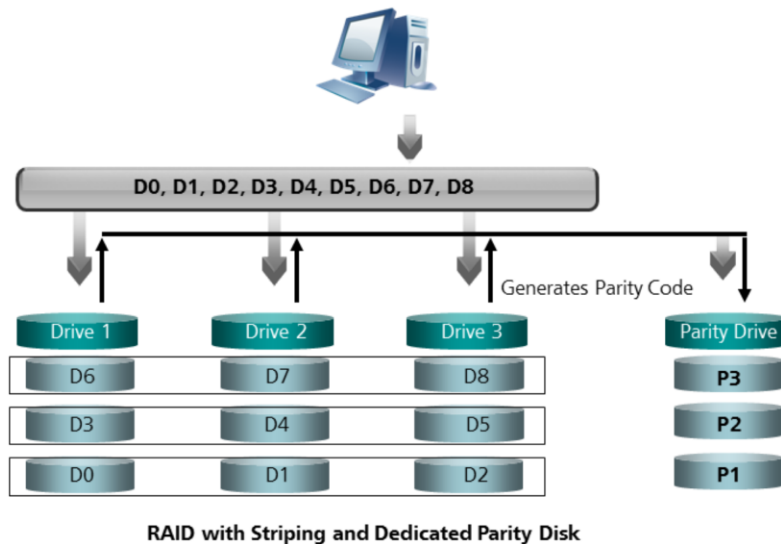 D0, D1, D2, D3, D4, D5, D6, D7, D8
Generates Parity Code
Drive 1 Drive 2 Drive 3 Parity Drive
D6 D7 D8 P3
D3 D4 D5 P2
D0 D1 D2 P1
RAID with Striping and Dedicated Parity Disk